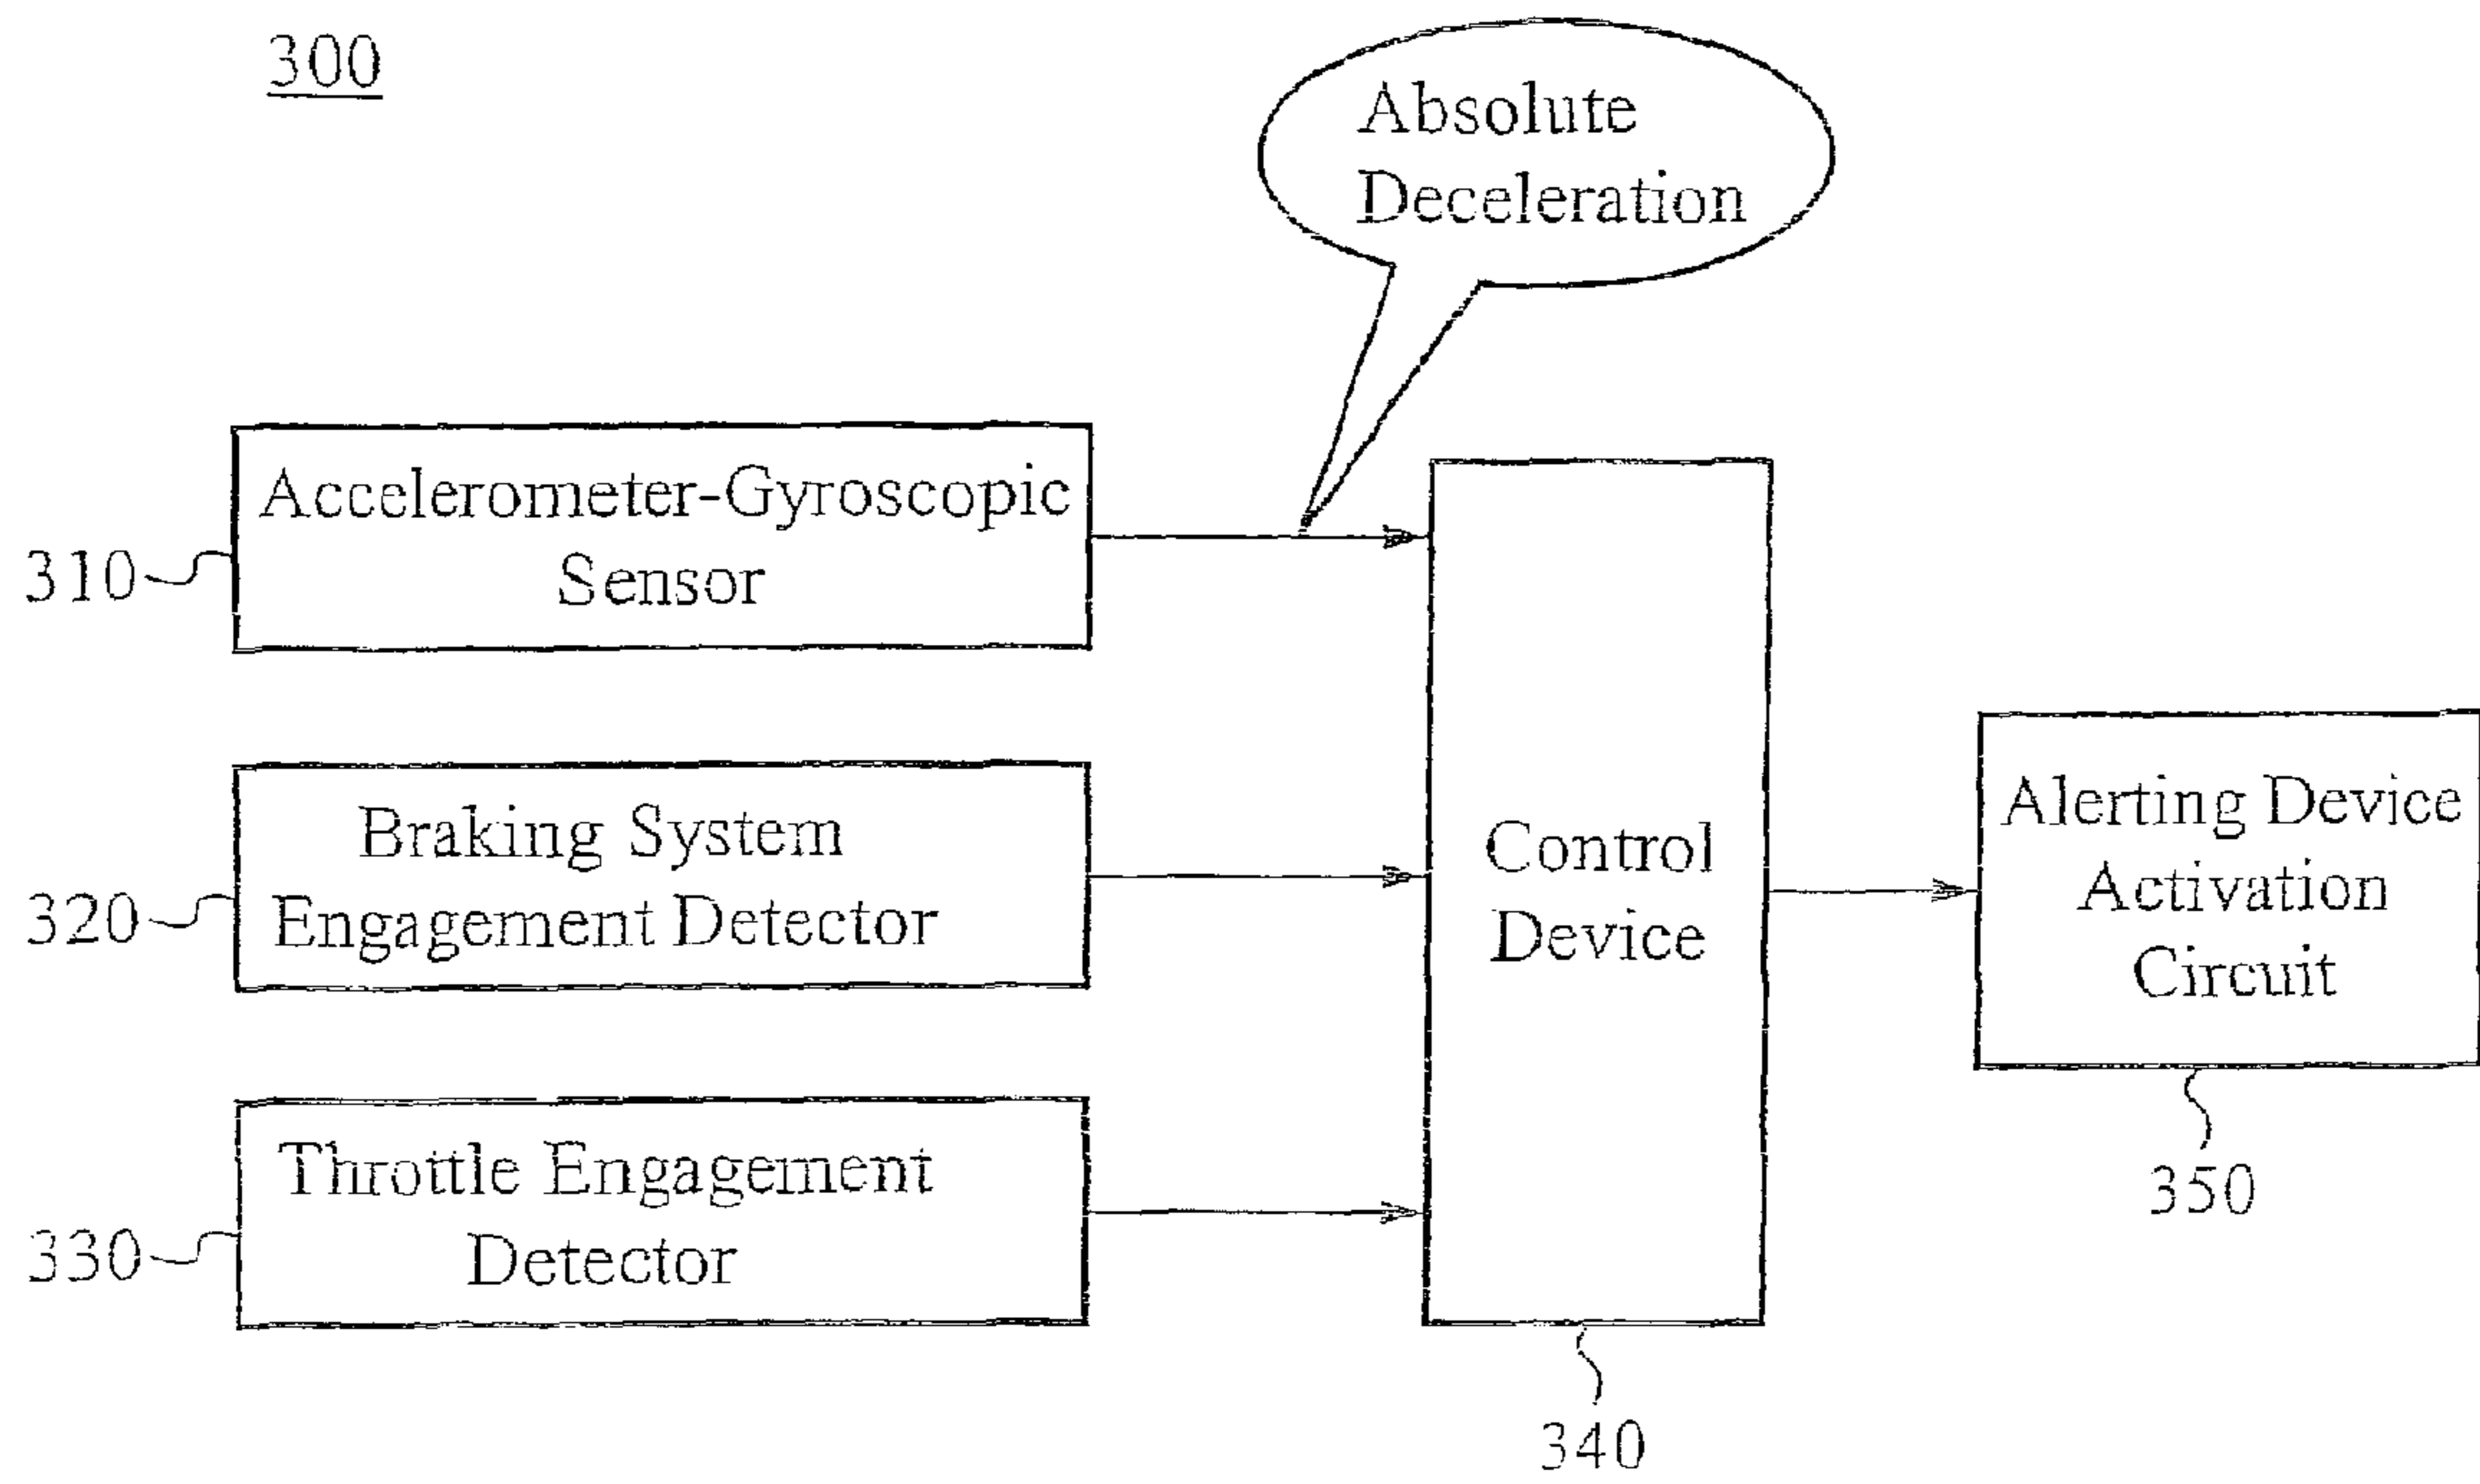 300
Absolute
Deceleration
Accelerometer-Gyroscopic
Sensor
310
Braking System
Engagement Detector
320
Throttle Engagement
Detector
330
Control
Device
340
Alerting Device
Activation
Circuit
350